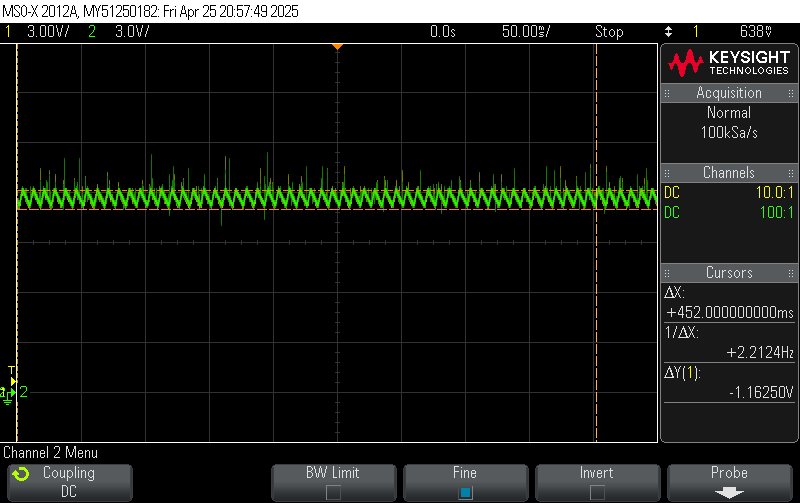 MSO-X 2012A, MY51250182: Fri Apr 25 20:57:49 2025
1 3.00V/ 2 3.0V/ 0.0s 50.00ms/ Stop 1 638mV
KEYSIGHT
TECHNOLOGIES
Acquisition
Normal
100kSa/s
Channels
DC 10.0:1
DC 100:1
Cursors
ΔX:
+452.000000000ms
1/ΔX:
+2.2124Hz
ΔY(1):
-1.16250V
T
2
Channel 2 Menu
Coupling
DC
BW Limit
Fine
Invert
Probe